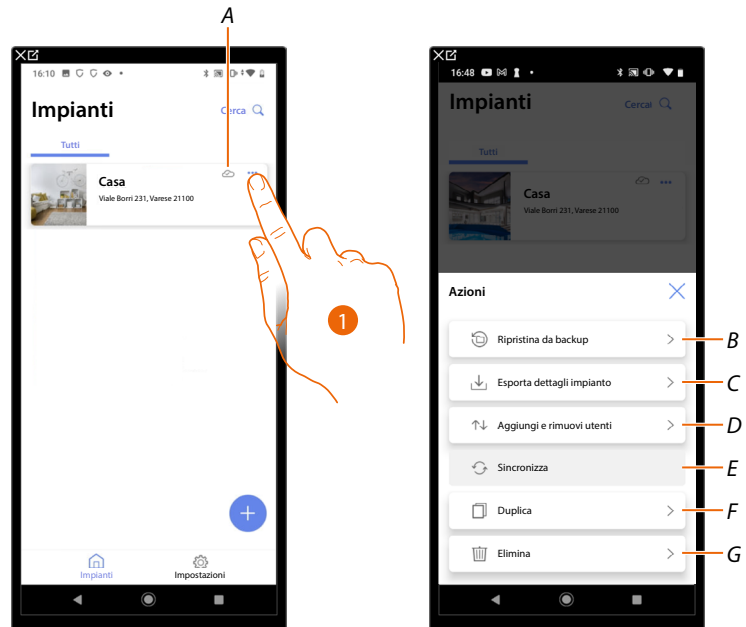 A
16:10
Impianti
Cerca
Tutti
Casa
Viale Borri 231, Varese 21100
1
Impianti
Impostazioni
16:48
Impianti
Cercai
Tutti
Casa
Viale Borri 231, Varese 21100
Azioni
Ripristina da backup
B
Esporta dettagli impianto
C
Aggiungi e rimuovi utenti
D
Sincronizza
E
Duplica
F
Elimina
G